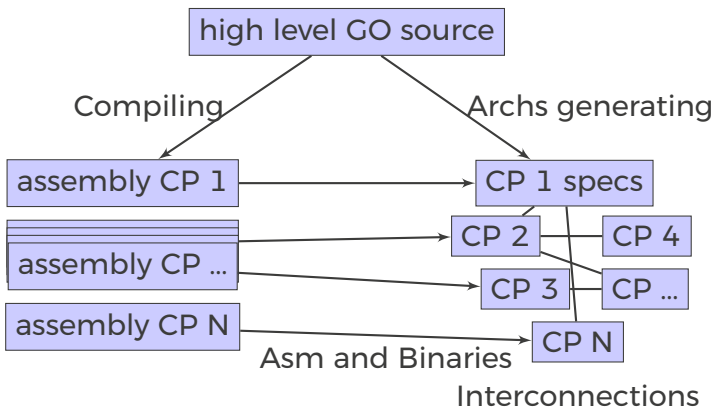 high level GO source
Compiling
Archs generating
assembly CP 1
CP 1 specs
CP 2
CP 4
assembly CP ...
CP 3
CP ...
assembly CP N
CP N
Asm and Binaries
Interconnections